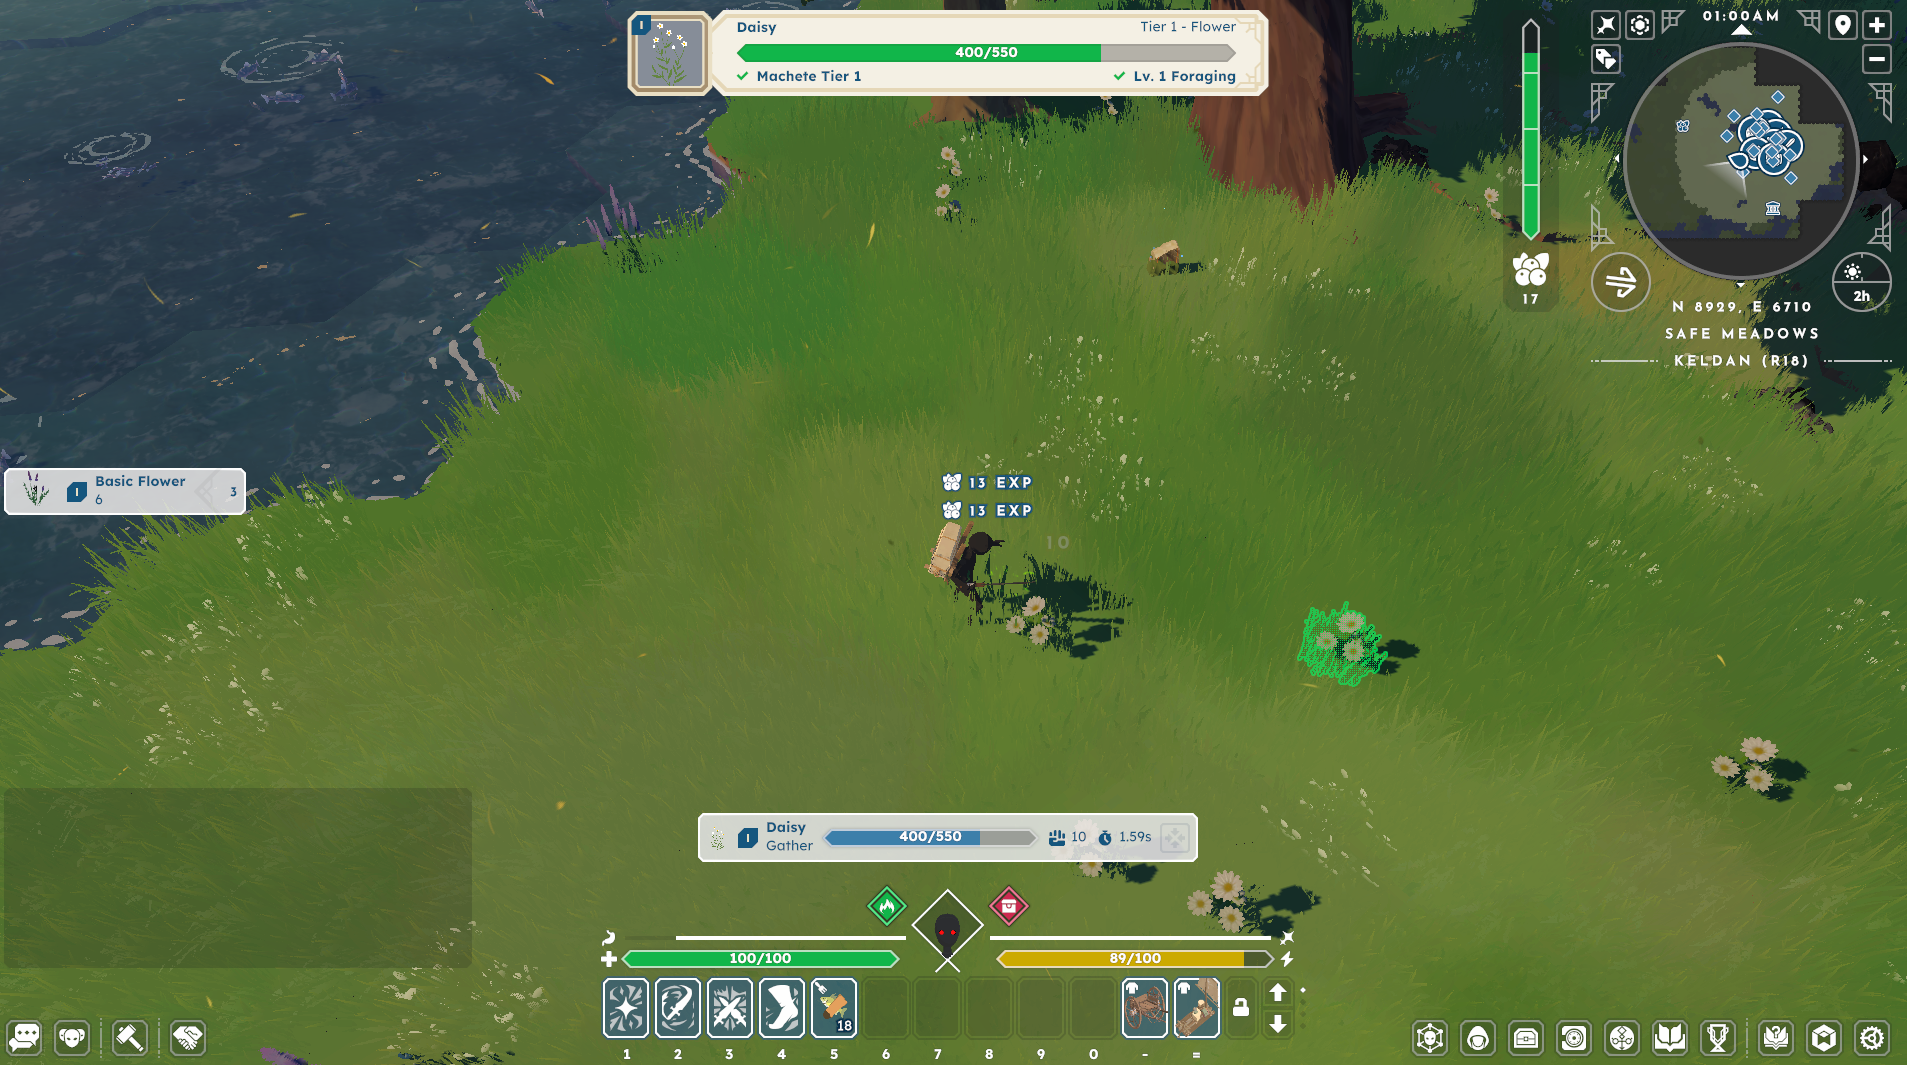 I
Daisy
Tier 1 - Flower
400/550
Machete Tier 1
Lv. 1 Foraging
01:00AM
17
2h
N 8929, E 6710
SAFE MEADOWS
KELDAN (R18)
I
Basic Flower
6
3
13 EXP
13 EXP
10
I
Daisy
Gather
400/550
10
1.59s
100/100
89/100
18
1
2
3
4
5
6
7
8
9
0
-
=